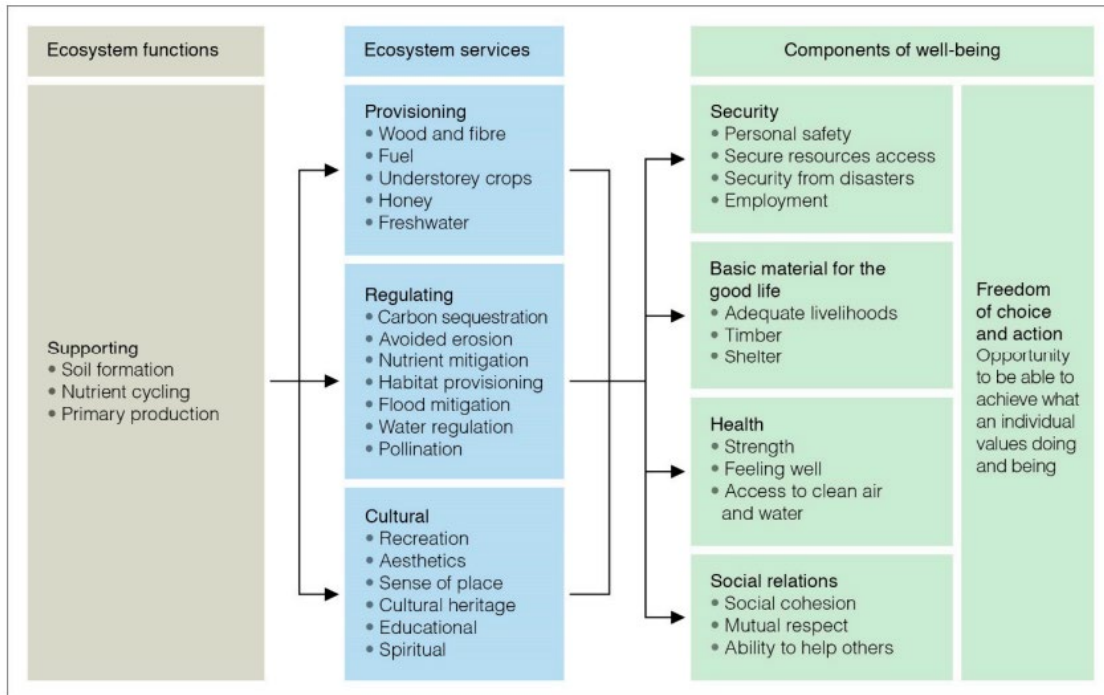 Ecosystem functions
Supporting
• Soil formation
• Nutrient cycling
• Primary production
Ecosystem services
Provisioning
• Wood and fibre
• Fuel
• Understorey crops
• Honey
• Freshwater
Regulating
• Carbon sequestration
• Avoided erosion
• Nutrient mitigation
• Habitat provisioning
• Flood mitigation
• Water regulation
• Pollination
Cultural
• Recreation
• Aesthetics
• Sense of place
• Cultural heritage
• Educational
• Spiritual
Components of well-being
Security
• Personal safety
• Secure resources access
• Security from disasters
• Employment
Basic material for the
good life
• Adequate livelihoods
• Timber
• Shelter
Health
• Strength
• Feeling well
• Access to clean air
and water
Social relations
• Social cohesion
• Mutual respect
• Ability to help others
Freedom
of choice
and action
Opportunity
to be able to
achieve what
an individual
values doing
and being